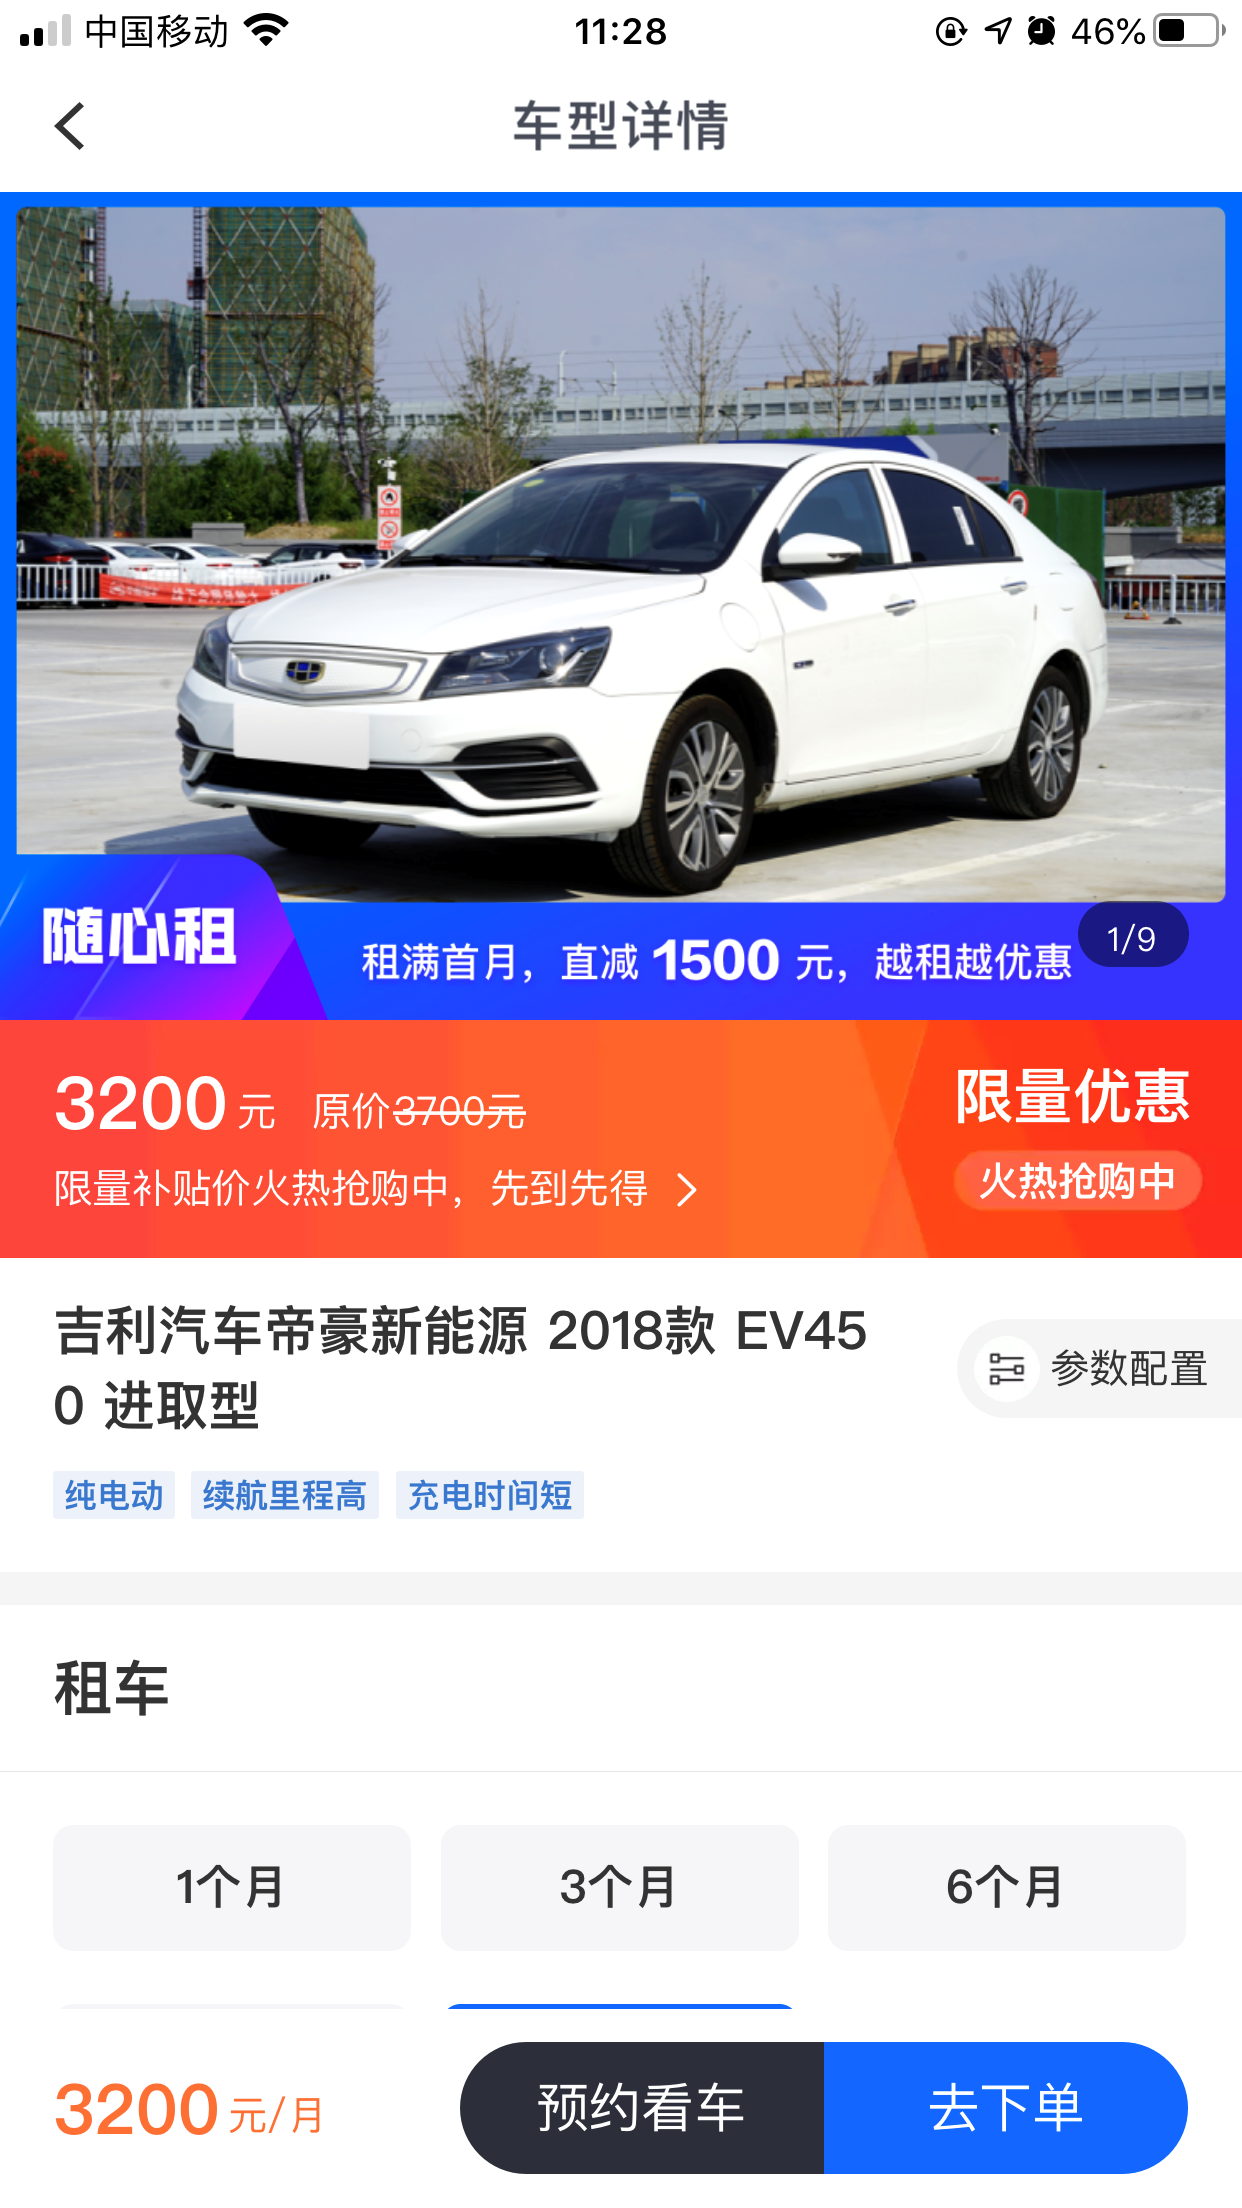 中国移动
11:28
46%
车型详情
随心租
租满首月，直减 1500 元，越租越优惠
1/9
3200 元 原价3700元
限量优惠
限量补贴价火热抢购中，先到先得
火热抢购中
吉利汽车帝豪新能源 2018款 EV45
0 进取型
参数配置
纯电动 续航里程高 充电时间短
租车
1个月 3个月 6个月
3200 元/月
预约看车 去下单